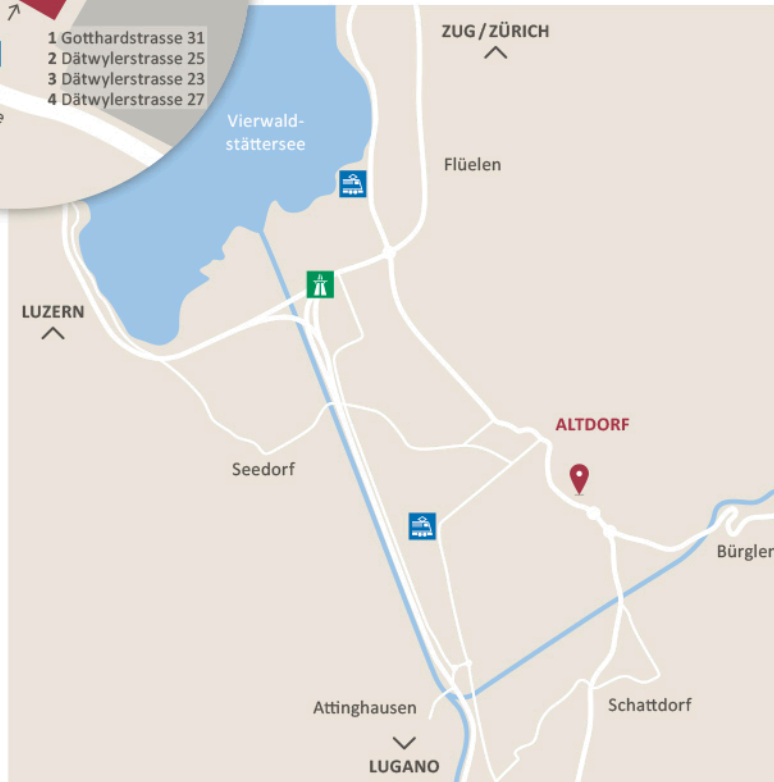 1 Gotthardstrasse 31
2 Dätwylerstrasse 25
3 Dätwylerstrasse 23
4 Dätwylerstrasse 27
ZUG/ZÜRICH
Vierwald-
stättersee
Flüelen
LUZERN
ALTDORF
Seedorf
Attinghausen
Schattdorf
LUGANO